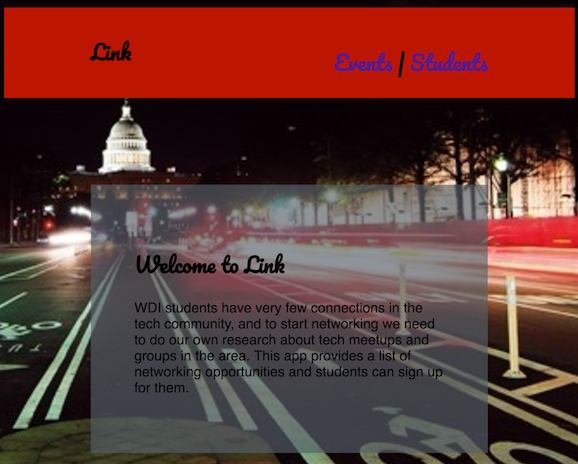 Link
Events | Students
Welcome to Link
WDI students have very few connections in the
tech community, and to start networking we need
to do our own research about tech meetups and
groups in the area. This app provides a list of
networking opportunities and students can sign up
for them.